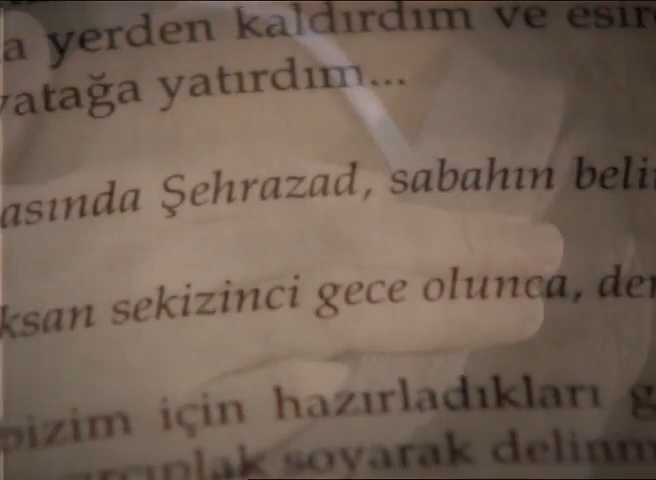 a yerden kaldırdım ve esir
yatağa yatırdım...
asında Şehrazad, sabahın beli
ksan sekizinci gece olunca, de
bizim için hazırladıkları g
soyarak